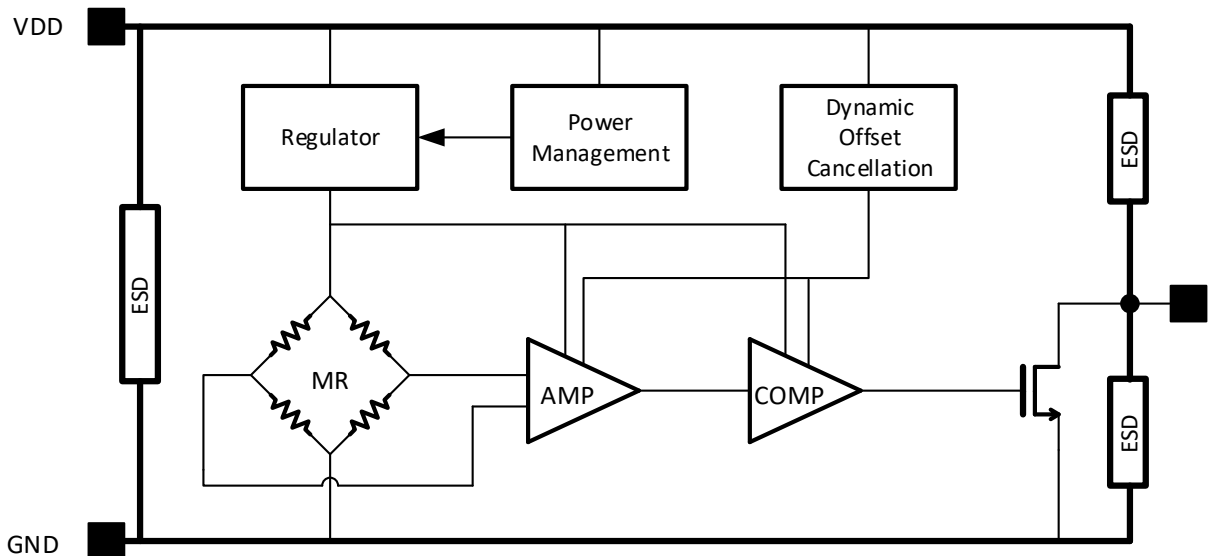 VDD
Regulator
Power
Management
Dynamic
Offset
Cancellation
ESD
ESD
MR
AMP
COMP
ESD
GND